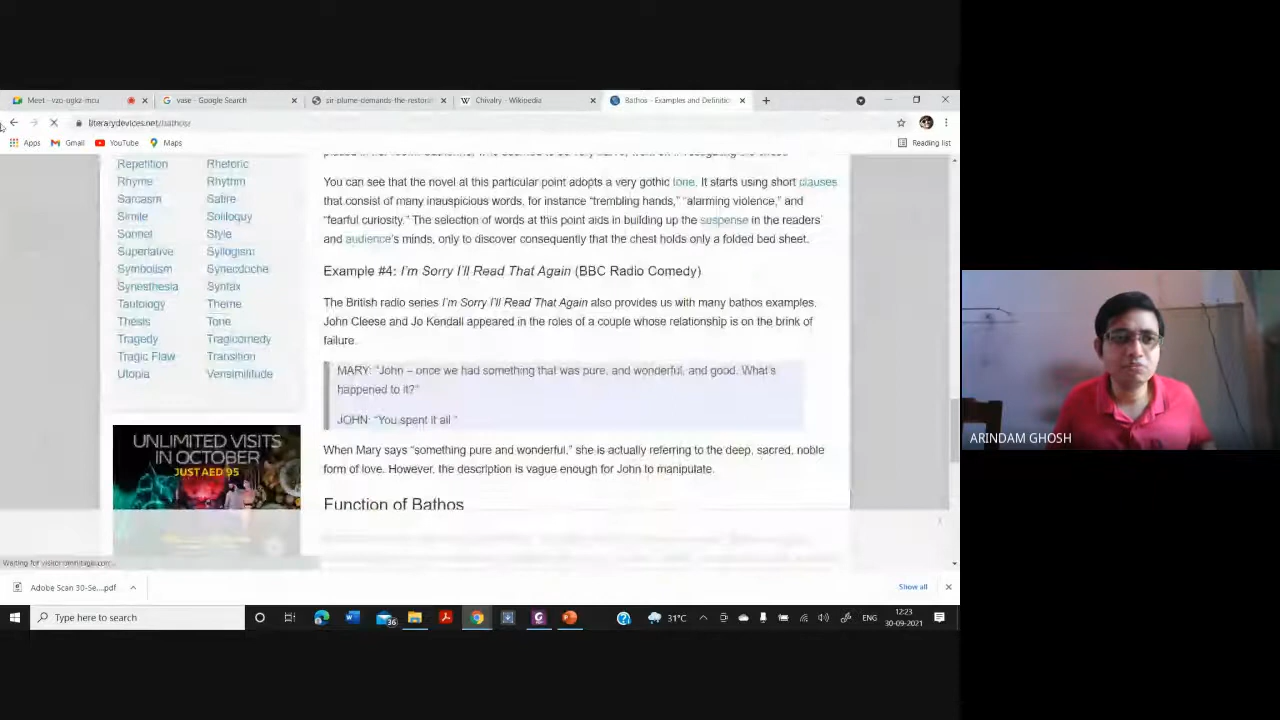 Meet - vzo-ugkz-mcu
vase - Google Search
sir-plume-demands-the-restorat
Chivalry - Wikipedia
Bathos - Examples and Definition
literarydevices.net/bathos/
Apps
Gmail
YouTube
Maps
Reading list
Repetition Rhetoric
Rhyme Rhythm
Sarcasm Satire
Simile Soliloquy
Sonnet Style
Superlative Syllogism
Symbolism Synecdoche
Synesthesia Syntax
Tautology Theme
Thesis Tone
Tragedy Tragicomedy
Tragic Flaw Transition
Utopia Verisimilitude
UNLIMITED VISITS
IN OCTOBER
JUST AED 95
You can see that the novel at this particular point adopts a very gothic tone. It starts using short clauses
that consist of many inauspicious words, for instance “trembling hands,” “alarming violence,” and
“fearful curiosity.” The selection of words at this point aids in building up the suspense in the readers’
and audience’s minds, only to discover consequently that the chest holds only a folded bed sheet.
Example #4: I’m Sorry I’ll Read That Again (BBC Radio Comedy)
The British radio series I’m Sorry I’ll Read That Again also provides us with many bathos examples.
John Cleese and Jo Kendall appeared in the roles of a couple whose relationship is on the brink of
failure.
MARY: “John – once we had something that was pure, and wonderful, and good. What’s
happened to it?”
JOHN: “You spent it all.”
When Mary says “something pure and wonderful,” she is actually referring to the deep, sacred, noble
form of love. However, the description is vague enough for John to manipulate.
Function of Bathos
ARINDAM GHOSH
Adobe Scan 30-Se....pdf
Show all
Type here to search
36
31°C
ENG
12:23
30-09-2021